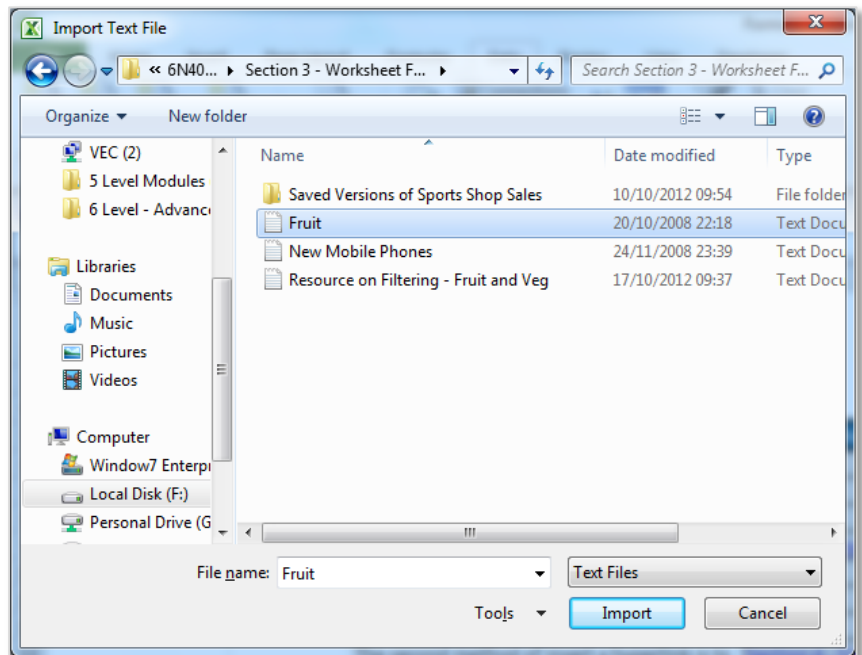 Import Text File
« 6N40... Section 3 - Worksheet F... Search Section 3 - Worksheet F...
Organize New folder
VEC (2)
5 Level Modules
6 Level - Advanc
Libraries
Documents
Music
Pictures
Videos
Computer
Window7 Enterpr
Local Disk (F:)
Personal Drive (G
Name Date modified Type
Saved Versions of Sports Shop Sales 10/10/2012 09:54 File folder
Fruit 20/10/2008 22:18 Text Docu
New Mobile Phones 24/11/2008 23:39 Text Docu
Resource on Filtering - Fruit and Veg 17/10/2012 09:37 Text Docu
File name: Fruit Text Files
Tools Import Cancel